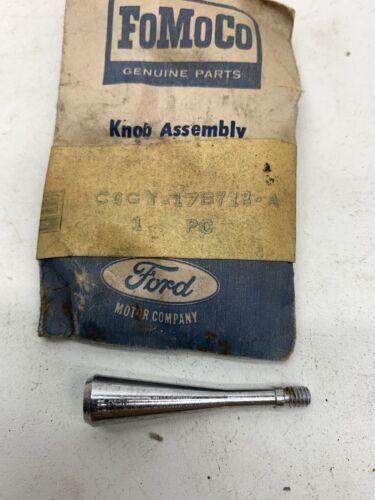 FoMoCo
GENUINE PARTS
Knob Assembly
1 PC
Ford
MOTOR COMPANY